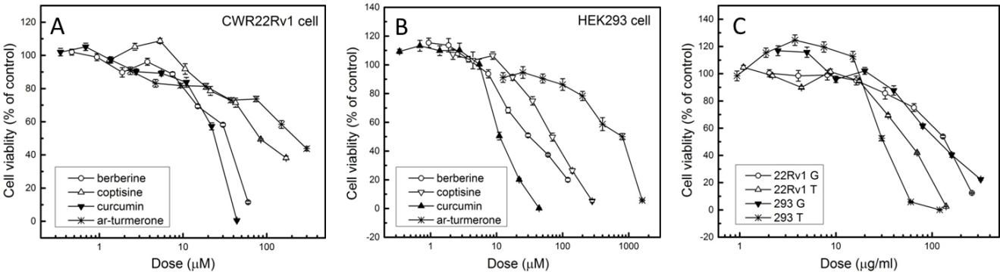 A
CWR22Rv1 cell
Cell viablity (% of control)
120
100
80
60
40
20
0
berberine
coptisine
curcumin
ar-turmerone
1
10
100
Dose (μM)
B
HEK293 cell
Cell viablity (% of control)
140
120
100
80
60
40
20
0
-20
berberine
coptisine
curcumin
ar-turmerone
1
10
100
1000
Dose (μM)
C
Cell viablity (% of control)
140
120
100
80
60
40
20
0
-20
22Rv1 G
22Rv1 T
293 G
293 T
1
10
100
Dose (μg/ml)